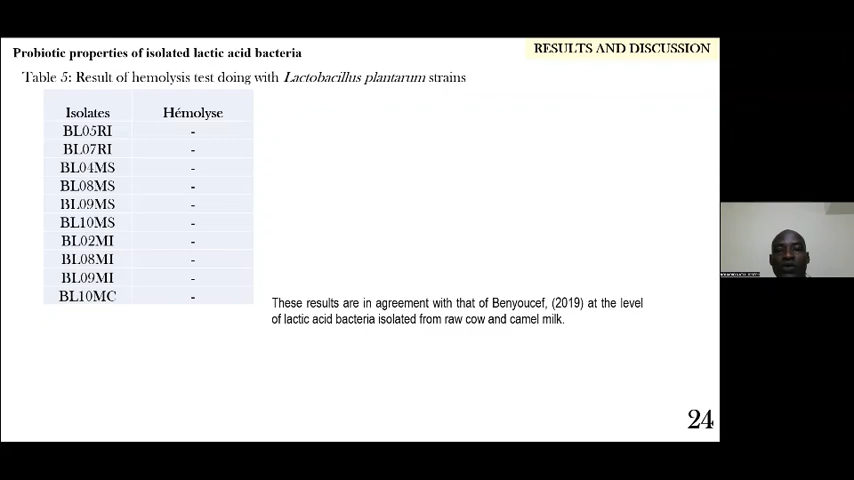 Probiotic properties of isolated lactic acid bacteria
RESULTS AND DISCUSSION
Table 5: Result of hemolysis test doing with Lactobacillus plantarum strains
Isolates Hémolyse
BL05RI -
BL07RI -
BL04MS -
BL08MS -
BL09MS -
BL10MS -
BL02MI -
BL08MI -
BL09MI -
BL10MC -
These results are in agreement with that of Benyoucef, (2019) at the level
of lactic acid bacteria isolated from raw cow and camel milk.
24